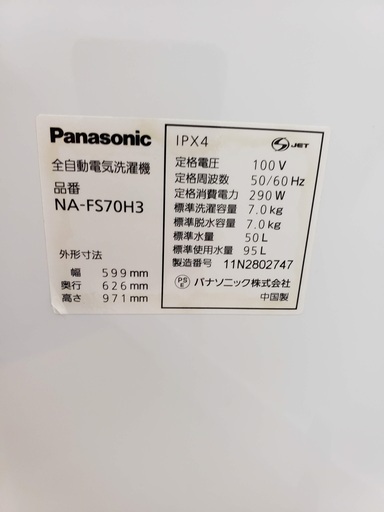 Panasonic
全自動電気洗濯機
品番
NA-FS70H3
外形寸法
幅 599mm
奥行 626mm
高さ 971mm
IPX4
S JET
定格電圧 100V
定格周波数 50/60Hz
定格消費電力 290W
標準洗濯容量 7.0kg
標準脱水容量 7.0kg
標準水量 50L
標準使用水量 95L
製造番号 11N2802747
PS E パナソニック株式会社
中国製